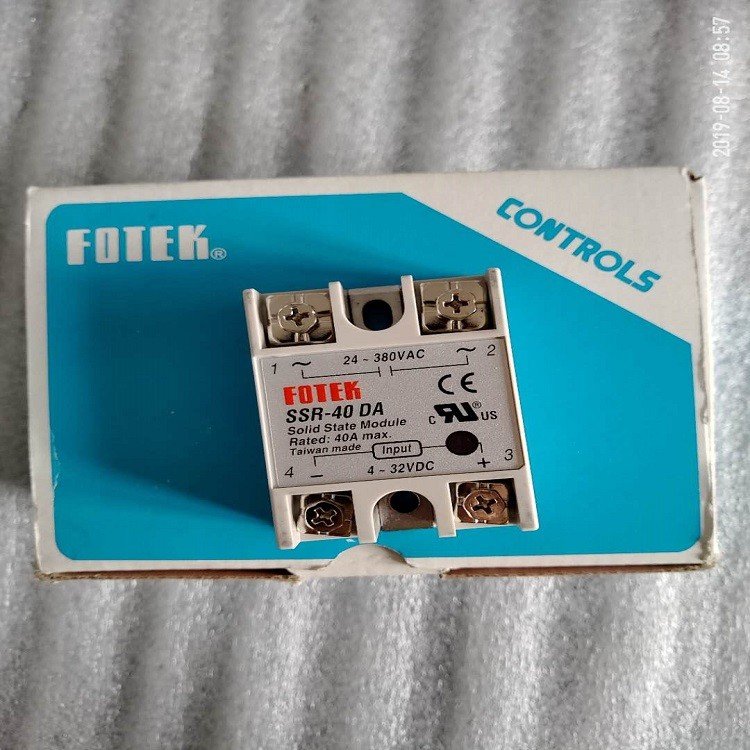 2019-08-14 08:57
FOTEK®
CONTROLS
1 ~ 24 ~ 380VAC ~ 2
FOTEK
CE
SSR-40 DA
Solid State Module
Rated: 40A max.
Taiwan made
c RU ® US
4 - Input + 3
4 ~ 32VDC